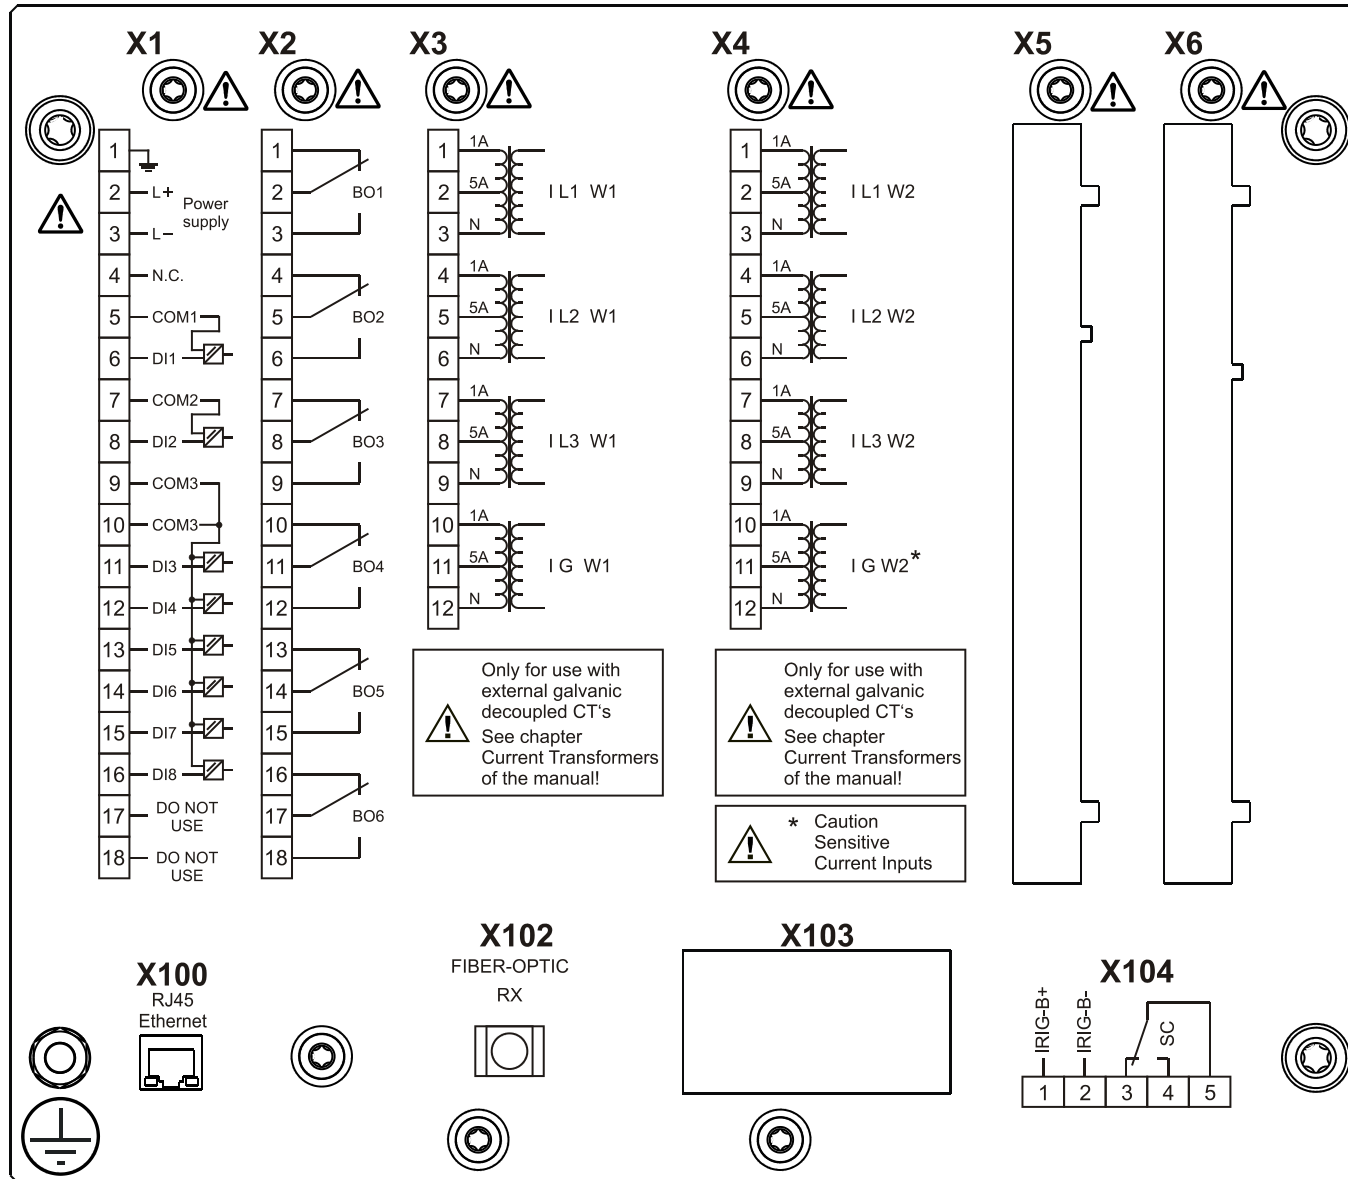 X1 X2 X3 X4 X5 X6
1
2 L+ Power
supply
3 L-
4 N.C.
5 COM1
6 DI1
7 COM2
8 DI2
9 COM3
10 COM3
11 DI3
12 DI4
13 DI5
14 DI6
15 DI7
16 DI8
17 DO NOT
USE
18 DO NOT
USE
1
2 BO1
3
4
5 BO2
6
7
8 BO3
9
10
11 BO4
12
13
14 BO5
15
16
17 BO6
18
1 1A
2 5A I L1 W1
3 N
4 1A
5 5A I L2 W1
6 N
7 1A
8 5A I L3 W1
9 N
10 1A
11 5A I G W1
12 N
Only for use with
external galvanic
decoupled CT‘s
See chapter
Current Transformers
of the manual!
1 1A
2 5A I L1 W2
3 N
4 1A
5 5A I L2 W2
6 N
7 1A
8 5A I L3 W2
9 N
10 1A
11 5A I G W2*
12 N
Only for use with
external galvanic
decoupled CT‘s
See chapter
Current Transformers
of the manual!
* Caution
Sensitive
Current Inputs
X100
RJ45
Ethernet
X102
FIBER-OPTIC
RX
X103
X104
IRIG-B+
IRIG-B-
SC
1 2 3 4 5